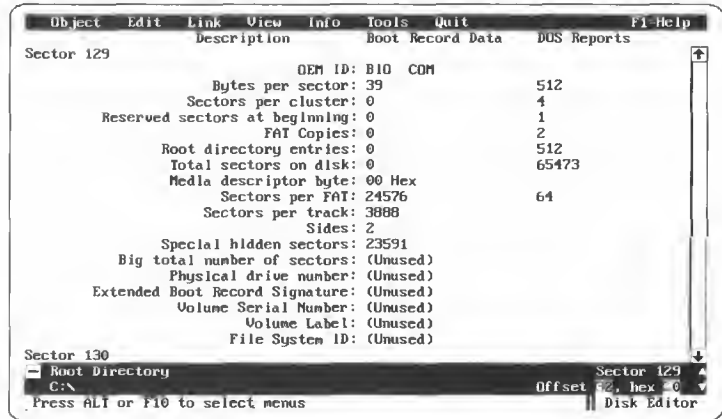 Object Edit Link View Info Tools Quit F1-Help
Description Boot Record Data DOS Reports
Sector 129
OEM ID: BIO COM
Bytes per sector: 39 512
Sectors per cluster: 0 4
Reserved sectors at beginning: 0 1
FAT Copies: 0 2
Root directory entries: 0 512
Total sectors on disk: 0 65473
Media descriptor byte: 00 Hex
Sectors per FAT: 24576 64
Sectors per track: 3888
Sides: 2
Special hidden sectors: 23591
Big total number of sectors: (Unused)
Physical drive number: (Unused)
Extended Boot Record Signature: (Unused)
Volume Serial Number: (Unused)
Volume Label: (Unused)
File System ID: (Unused)
Sector 130
Root Directory Sector 129
C:\ Offset , hex 0
Press ALT or F10 to select menus Disk Editor